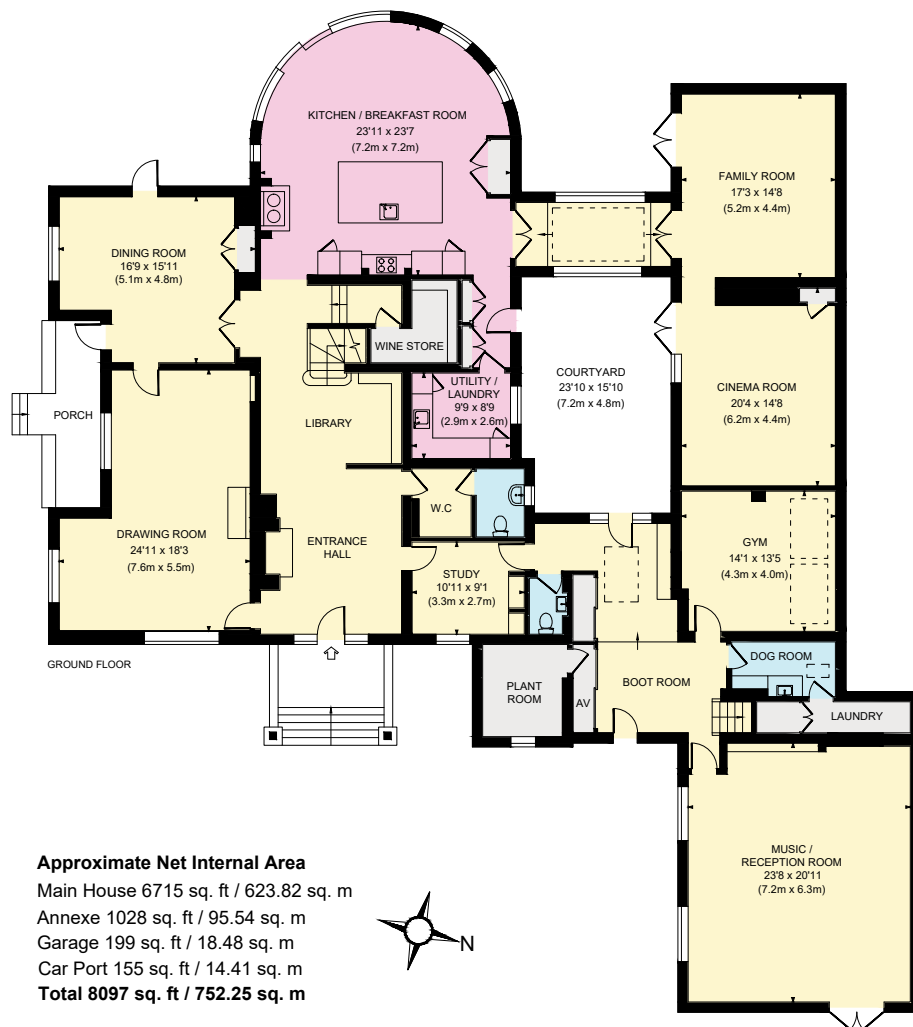 KITCHEN / BREAKFAST ROOM
23'11 x 23'7
(7.2m x 7.2m)
FAMILY ROOM
17'3 x 14'8
(5.2m x 4.4m)
DINING ROOM
16'9 x 15'11
(5.1m x 4.8m)
WINE STORE
COURTYARD
23'10 x 15'10
(7.2m x 4.8m)
CINEMA ROOM
20'4 x 14'8
(6.2m x 4.4m)
UTILITY /
LAUNDRY
9'9 x 8'9
(2.9m x 2.6m)
PORCH
LIBRARY
W.C
DRAWING ROOM
24'11 x 18'3
(7.6m x 5.5m)
ENTRANCE
HALL
STUDY
10'11 x 9'1
(3.3m x 2.7m)
GYM
14'1 x 13'5
(4.3m x 4.0m)
GROUND FLOOR
DOG ROOM
PLANT
ROOM
AV
BOOT ROOM
LAUNDRY
MUSIC /
RECEPTION ROOM
23'8 x 20'11
(7.2m x 6.3m)
Approximate Net Internal Area
Main House 6715 sq. ft / 623.82 sq. m
Annexe 1028 sq. ft / 95.54 sq. m
Garage 199 sq. ft / 18.48 sq. m
Car Port 155 sq. ft / 14.41 sq. m
Total 8097 sq. ft / 752.25 sq. m
N